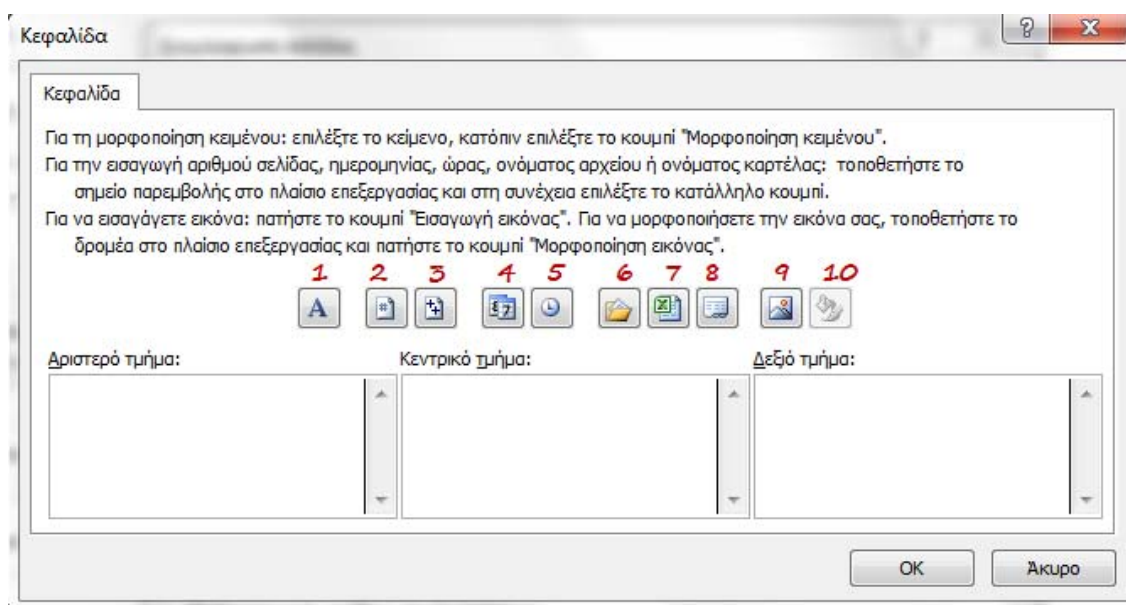 Κεφαλίδα
Κεφαλίδα
Για τη μορφοποίηση κειμένου: επιλέξτε το κείμενο, κατόπιν επιλέξτε το κουμπί "Μορφοποίηση κειμένου".
Για την εισαγωγή αριθμού σελίδας, ημερομηνίας, ώρας, ονόματος αρχείου ή ονόματος καρτέλας: τοποθετήστε το
σημείο παρεμβολής στο πλαίσιο επεξεργασίας και στη συνέχεια επιλέξτε το κατάλληλο κουμπί.
Για να εισαγάγετε εικόνα: πατήστε το κουμπί "Εισαγωγή εικόνας". Για να μορφοποιήσετε την εικόνα σας, τοποθετήστε το
δρομέα στο πλαίσιο επεξεργασίας και πατήστε το κουμπί "Μορφοποίηση εικόνας".
1 2 3 4 5 6 7 8 9 10
Αριστερό τμήμα: Κεντρικό τμήμα: Δεξιό τμήμα:
OK Άκυρο